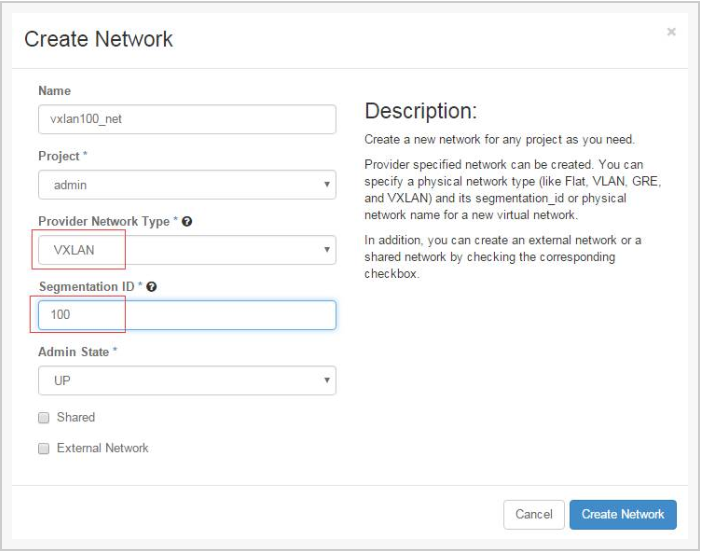 Create Network
×
Name
vxlan100_net
Project *
admin
Provider Network Type * ?
VXLAN
Segmentation ID * ?
100
Admin State *
UP
Shared
External Network
Description:
Create a new network for any project as you need.
Provider specified network can be created. You can
specify a physical network type (like Flat, VLAN, GRE,
and VXLAN) and its segmentation_id or physical
network name for a new virtual network.
In addition, you can create an external network or a
shared network by checking the corresponding
checkbox.
Cancel
Create Network